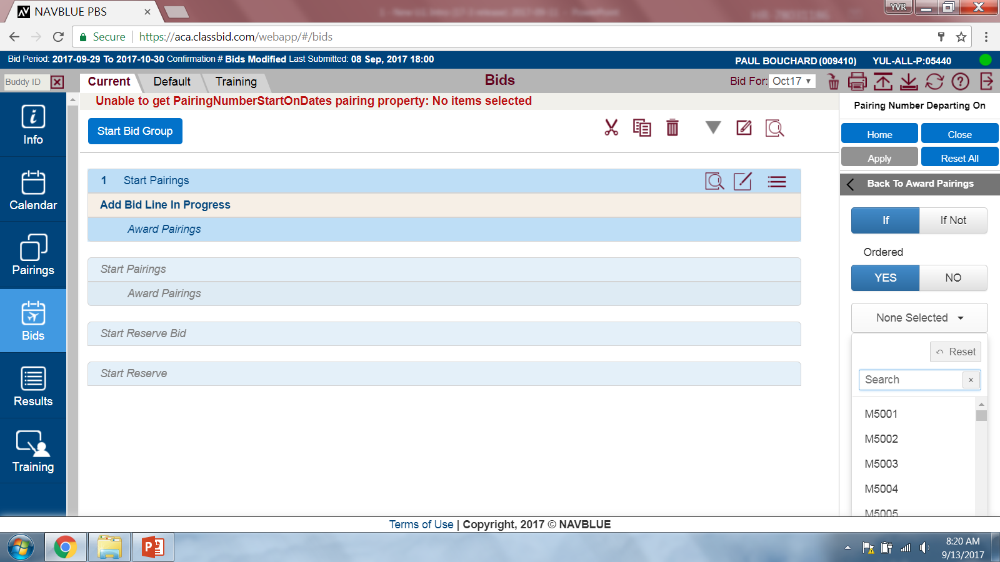 NAVBLUE PBS
YVR
Secure https://aca.classbid.com/webapp/#/bids
Bid Period: 2017-09-29 To 2017-10-30 Confirmation # Bids Modified Last Submitted: 08 Sep, 2017 18:00
PAUL BOUCHARD (009410) YUL-ALL-P:05440
Buddy ID
Current Default Training
Bids
Bid For: Oct17
Unable to get PairingNumberStartOnDates pairing property: No items selected
Start Bid Group
Info
Calendar
Pairings
Bids
Results
Training
1 Start Pairings
Add Bid Line In Progress
Award Pairings
Start Pairings
Award Pairings
Start Reserve Bid
Start Reserve
Pairing Number Departing On
Home Close
Apply Reset All
Back To Award Pairings
If If Not
Ordered
YES NO
None Selected
Reset
Search
M5001
M5002
M5003
M5004
M5005
Terms of Use | Copyright, 2017 © NAVBLUE
8:20 AM
9/13/2017